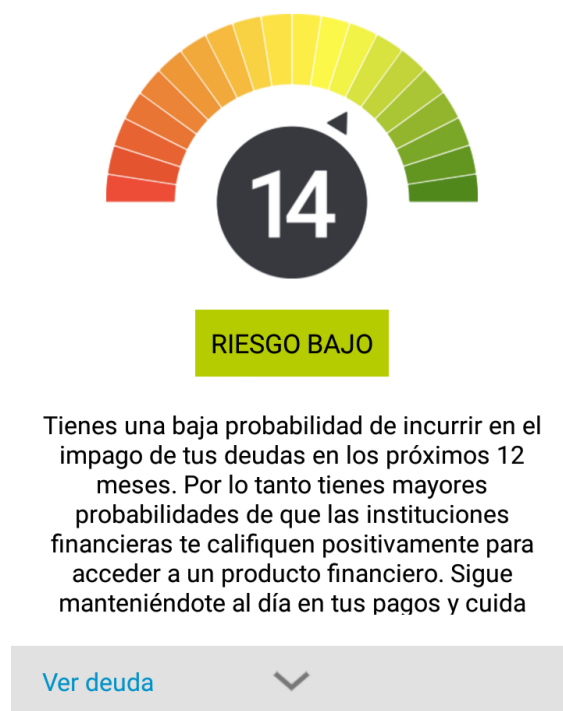 14
RIESGO BAJO
Tienes una baja probabilidad de incurrir en el
impago de tus deudas en los próximos 12
meses. Por lo tanto tienes mayores
probabilidades de que las instituciones
financieras te califiquen positivamente para
acceder a un producto financiero. Sigue
manteniéndote al día en tus pagos y cuida
Ver deuda